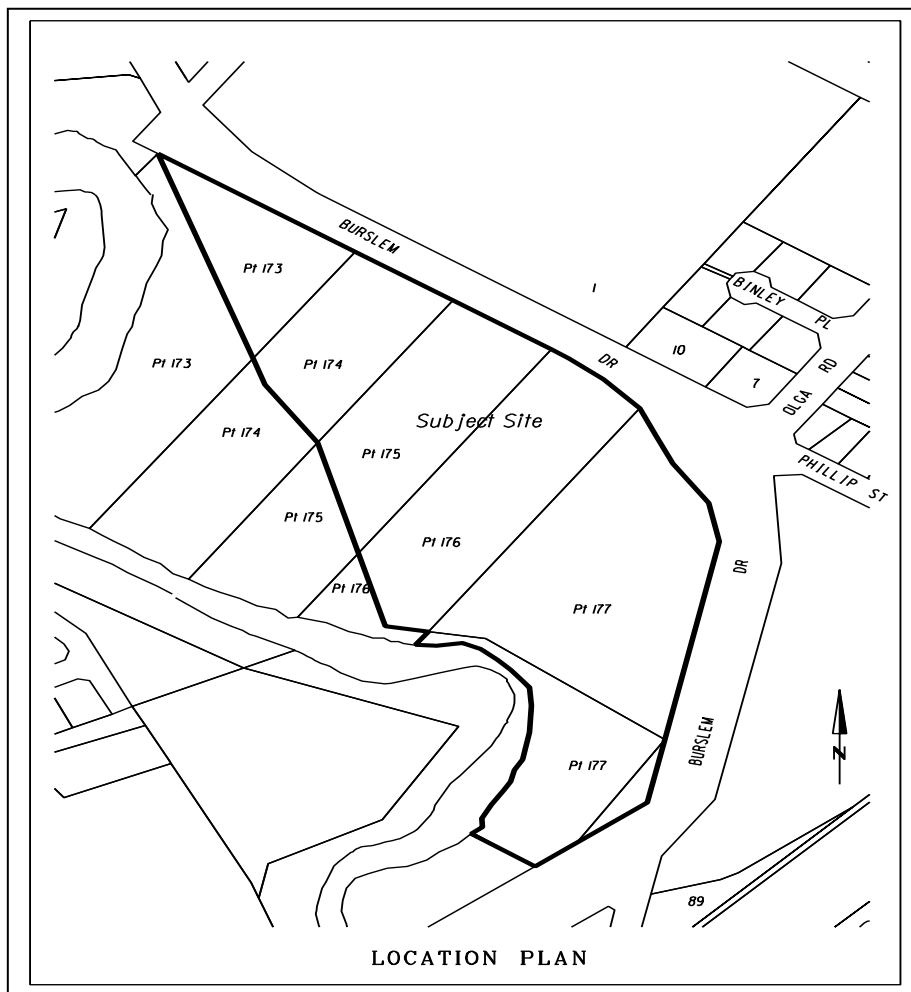 BURSLEM
Pt 173
1
BINLEY
PL
DR
10
Pt 173
Pt 174
7
OLGA RD
Subject Site
Pt 174
Pt 175
PHILLIP ST
Pt 175
Pt 176
DR
Pt 176
Pt 177
BURSLEM
N
Pt 177
89
LOCATION PLAN